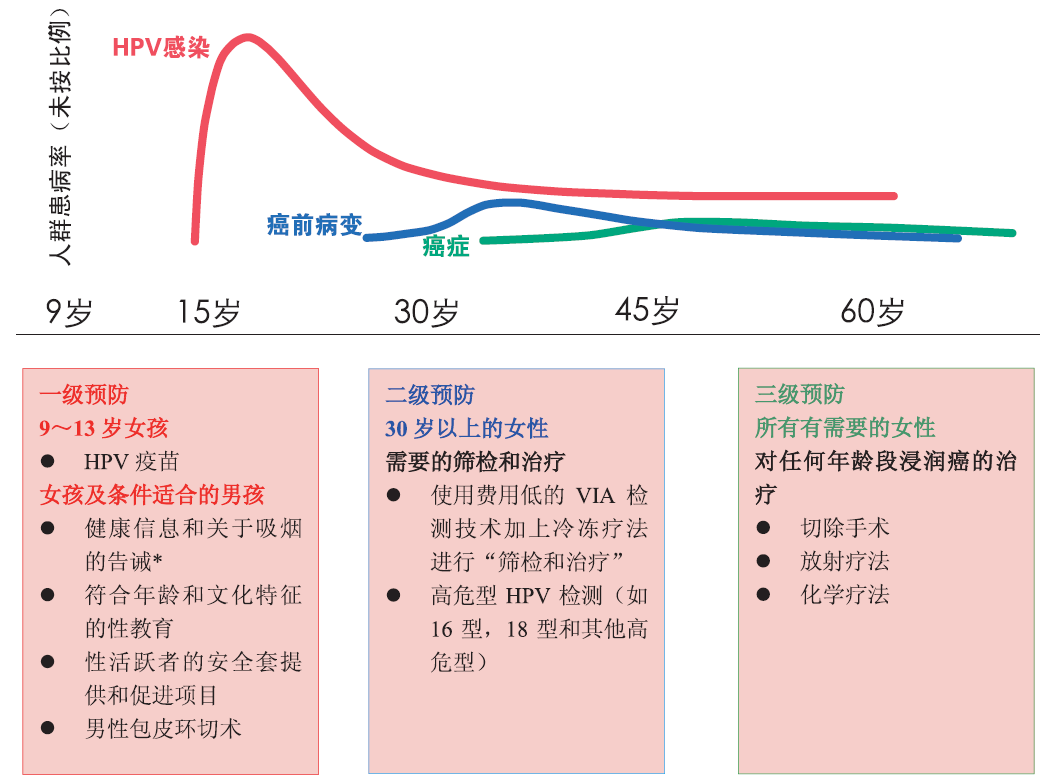 人群患病率（未按比例）
HPV感染
癌前病变
癌症
9岁
15岁
30岁
45岁
60岁
一级预防
9～13 岁女孩
● HPV 疫苗
女孩及条件适合的男孩
● 健康信息和关于吸烟
的告诫*
● 符合年龄和文化特征
的性教育
● 性活跃者的安全套提
供和促进项目
● 男性包皮环切术
二级预防
30 岁以上的女性
需要的筛检和治疗
● 使用费用低的 VIA 检
测技术加上冷冻疗法
进行“筛检和治疗”
● 高危型 HPV 检测（如
16 型，18 型和其他高
危型）
三级预防
所有有需要的女性
对任何年龄段浸润癌的治
疗
● 切除手术
● 放射疗法
● 化学疗法